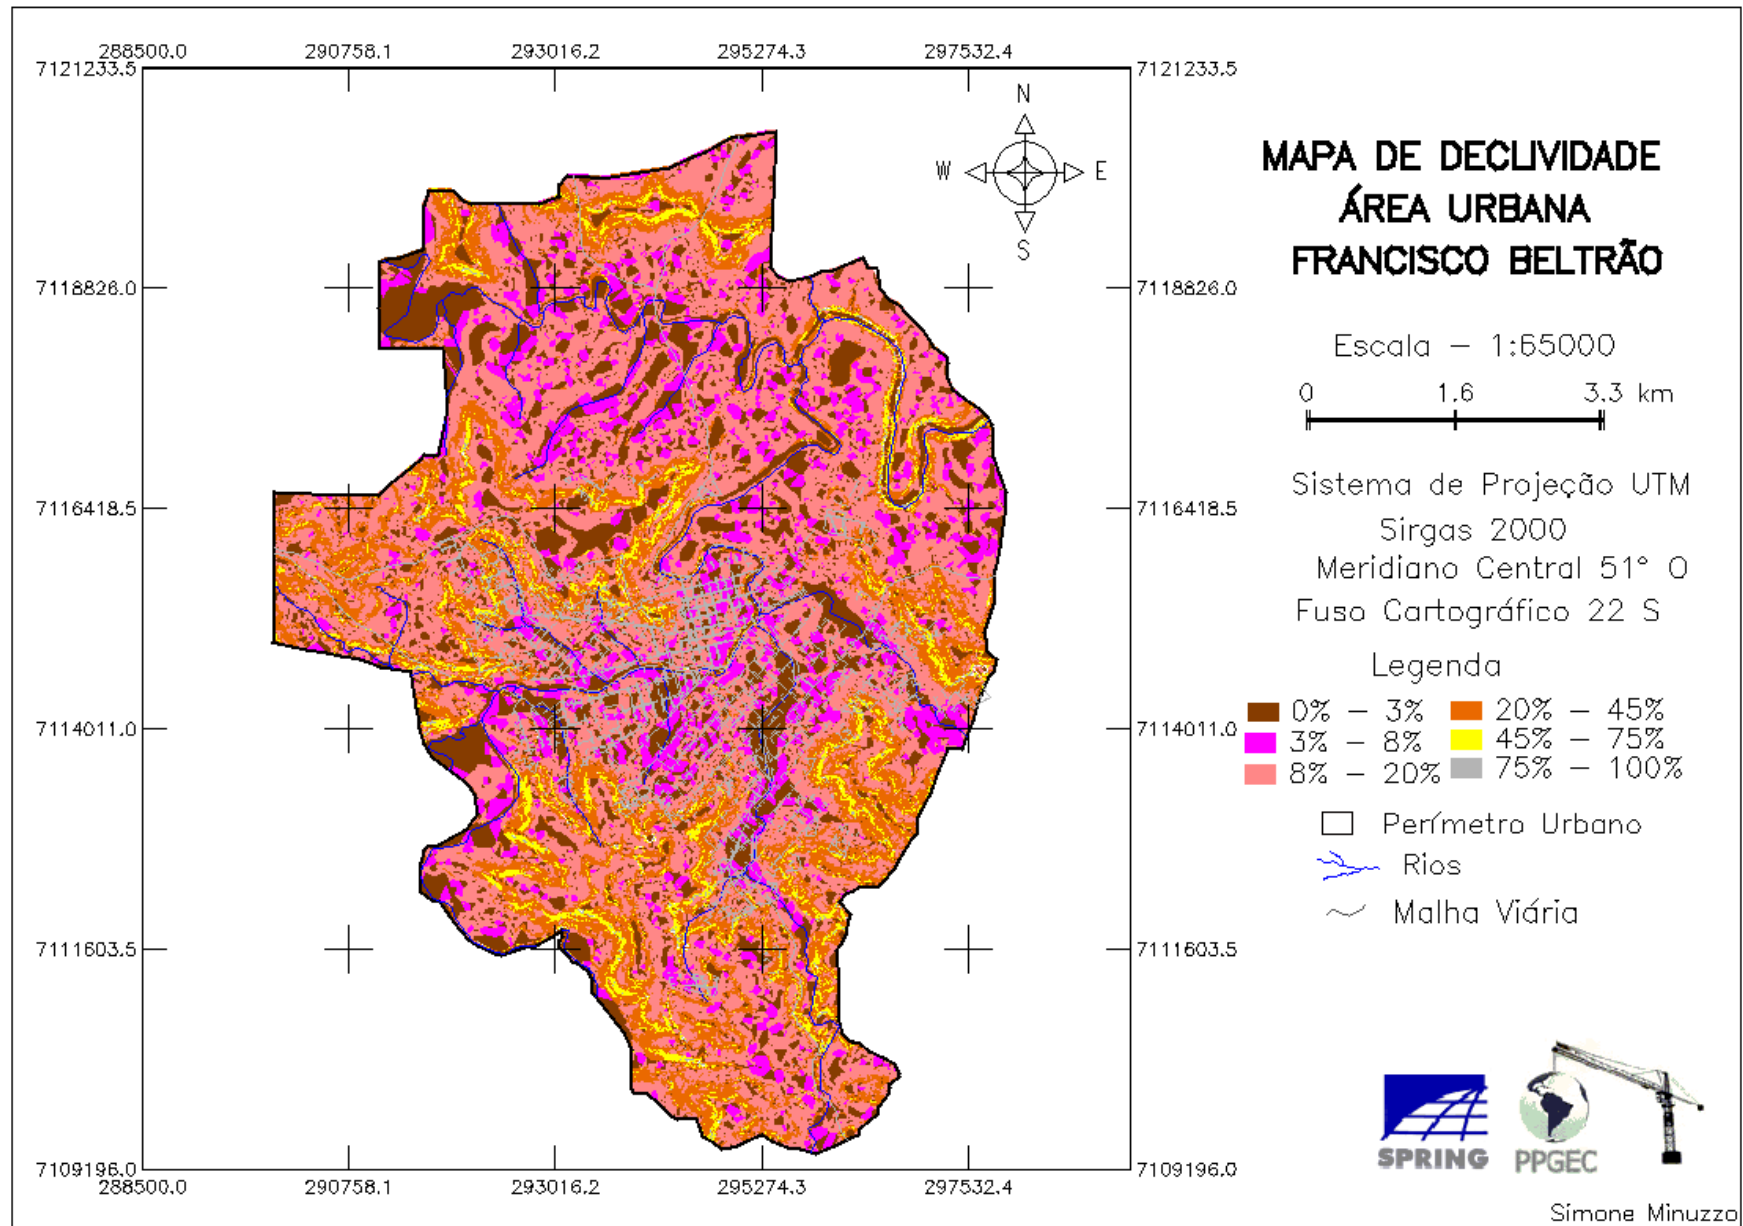 288500.0 290758.1 293016.2 295274.3 297532.4
7121233.5 7121233.5
N
W E
S
MAPA DE DECLIVIDADE
ÁREA URBANA
FRANCISCO BELTRÃO
7118826.0 7118826.0
Escala – 1:65000
0 1.6 3.3 km
Sistema de Projeção UTM
7116418.5 7116418.5
Sirgas 2000
Meridiano Central 51° O
Fuso Cartográfico 22 S
Legenda
0% – 3% 20% – 45%
7114011.0 7114011.0
3% – 8% 45% – 75%
8% – 20% 75% – 100%
Perímetro Urbano
Rios
Malha Viária
7111603.5 7111603.5
SPRING PPGEC
7109196.0 7109196.0
288500.0 290758.1 293016.2 295274.3 297532.4
Simone Minuzzo